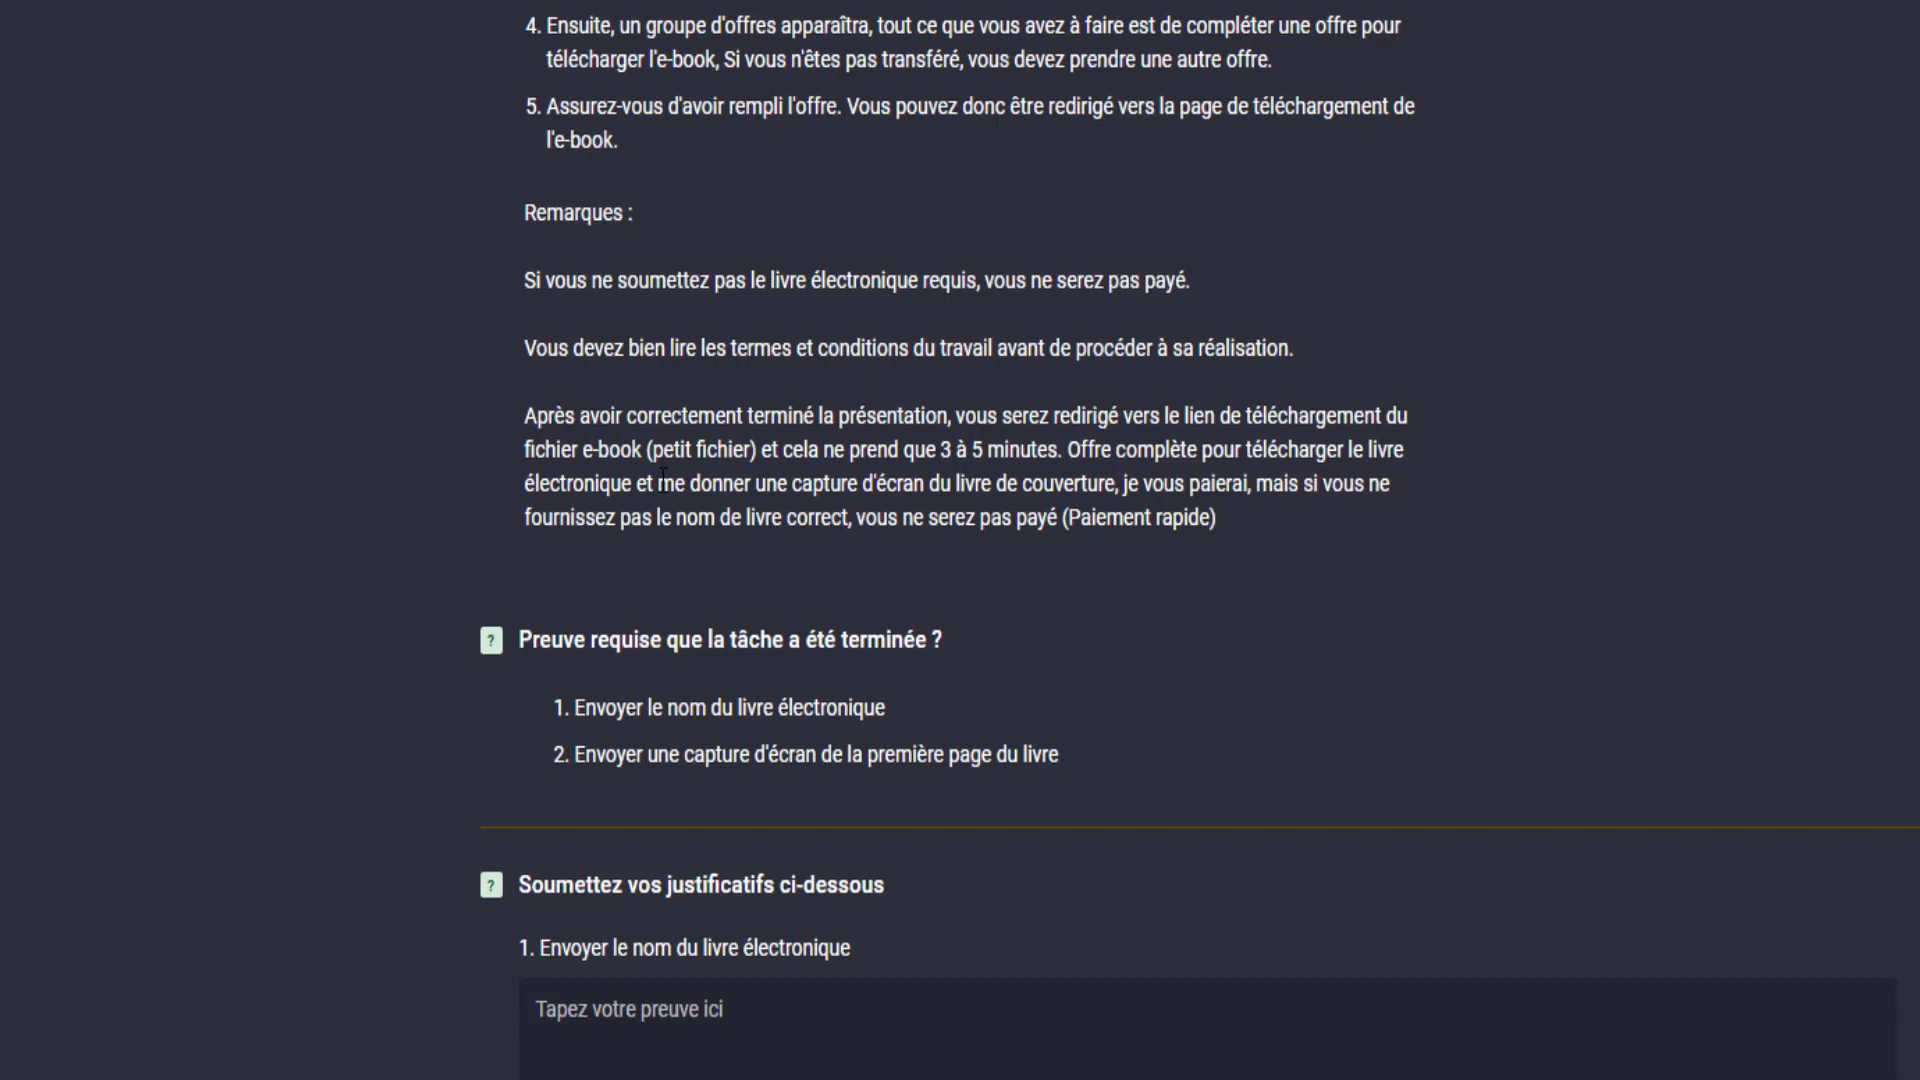 4. Ensuite, un groupe d'offres apparaîtra, tout ce que vous avez à faire est de compléter une offre pour
télécharger l'e-book, Si vous n'êtes pas transféré, vous devez prendre une autre offre.
5. Assurez-vous d'avoir rempli l'offre. Vous pouvez donc être redirigé vers la page de téléchargement de
l'e-book.
Remarques :
Si vous ne soumettez pas le livre électronique requis, vous ne serez pas payé.
Vous devez bien lire les termes et conditions du travail avant de procéder à sa réalisation.
Après avoir correctement terminé la présentation, vous serez redirigé vers le lien de téléchargement du
fichier e-book (petit fichier) et cela ne prend que 3 à 5 minutes. Offre complète pour télécharger le livre
électronique et me donner une capture d'écran du livre de couverture, je vous paierai, mais si vous ne
fournissez pas le nom de livre correct, vous ne serez pas payé (Paiement rapide)
? Preuve requise que la tâche a été terminée ?
1. Envoyer le nom du livre électronique
2. Envoyer une capture d'écran de la première page du livre
? Soumettez vos justificatifs ci-dessous
1. Envoyer le nom du livre électronique
Tapez votre preuve ici